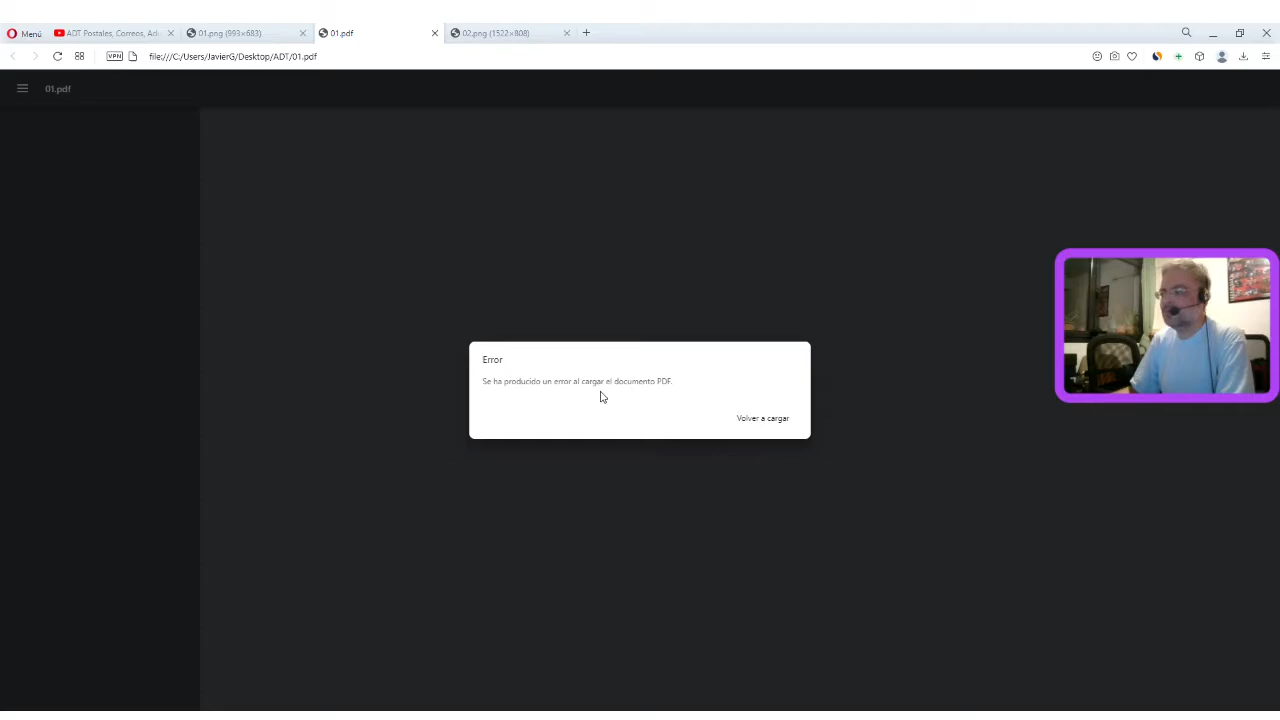 Menú
ADT Postales, Correos, Ad
01.png (993×683)
01.pdf
02.png (1522×808)
VPN
file:///C:/Users/JavierG/Desktop/ADT/01.pdf
01.pdf
Error
Se ha producido un error al cargar el documento PDF.
Volver a cargar